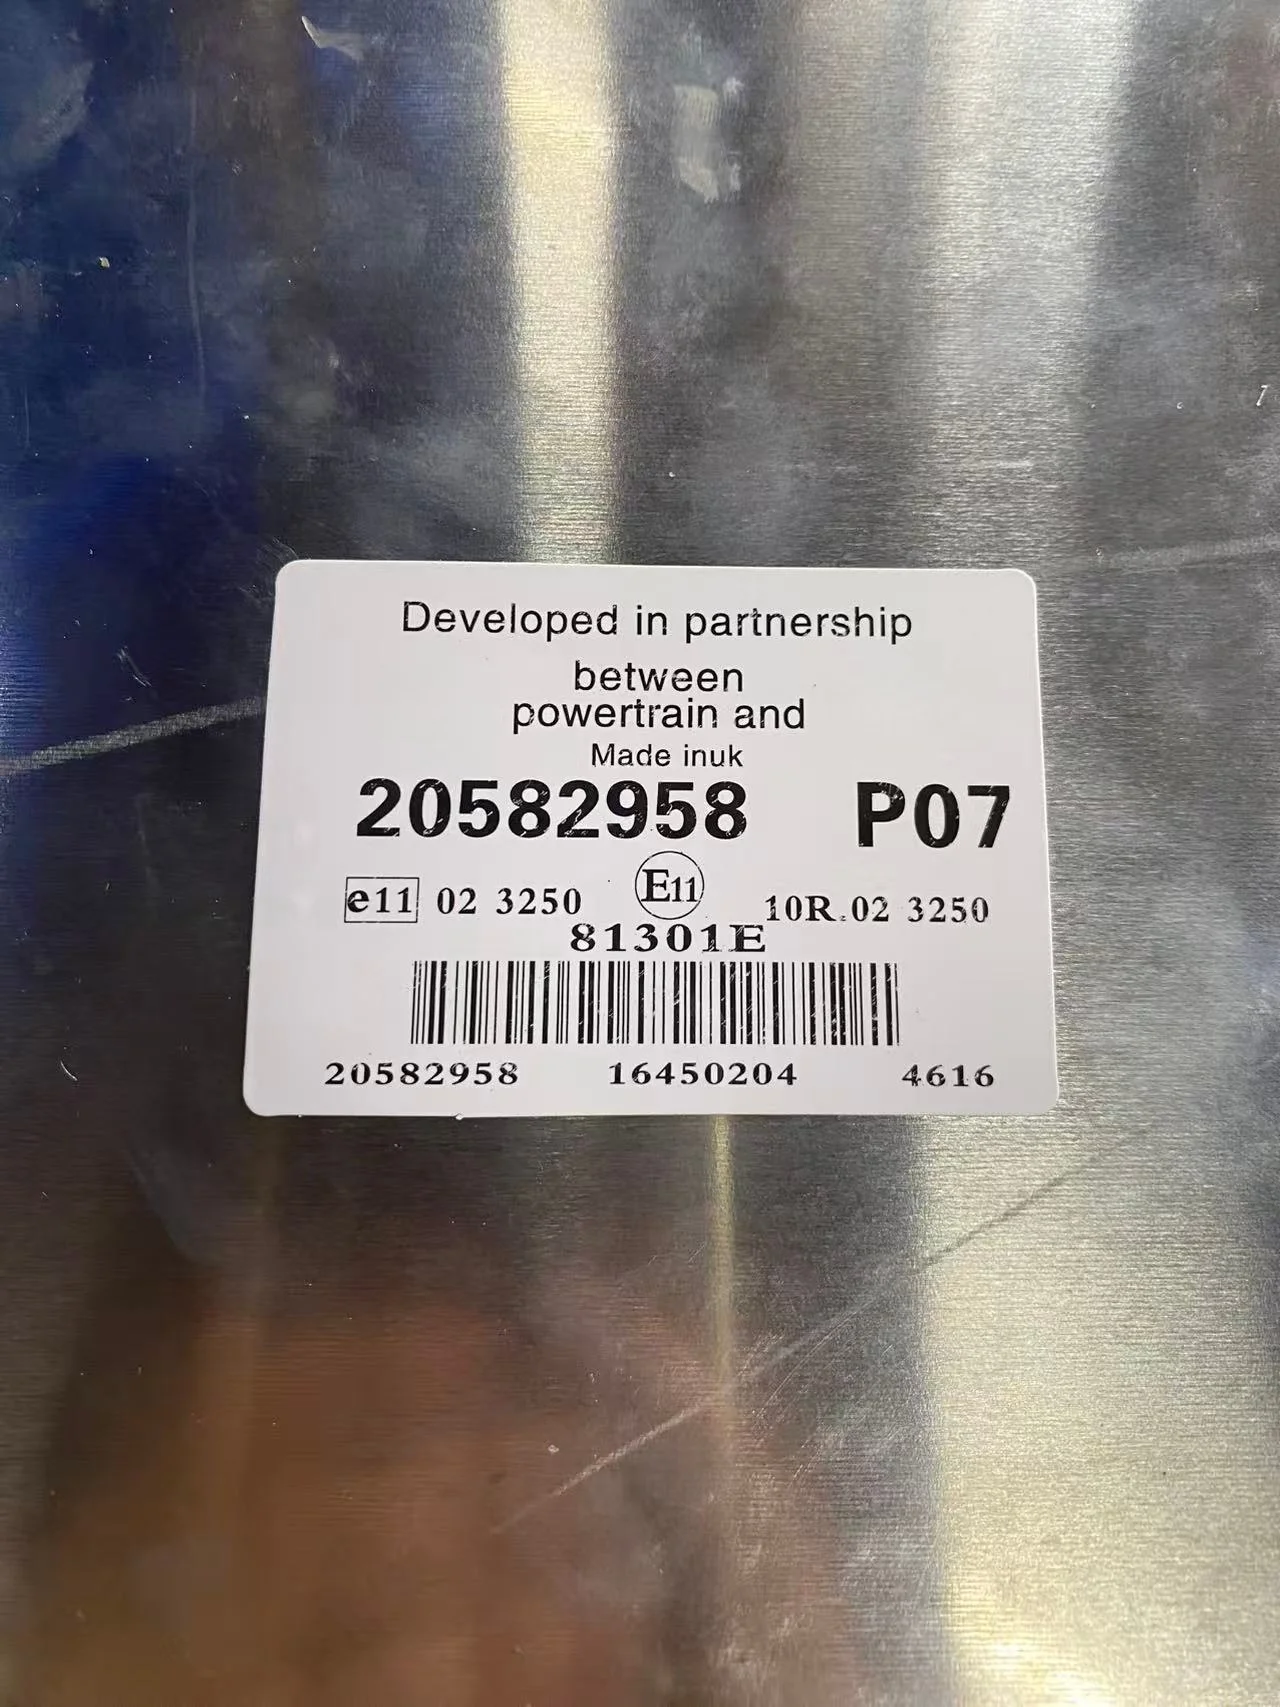 Developed in partnership
between
powertrain and
Made inuk
20582958 P07
e11 02 3250 E11 10R.02 3250
81301E
20582958 16450204 4616